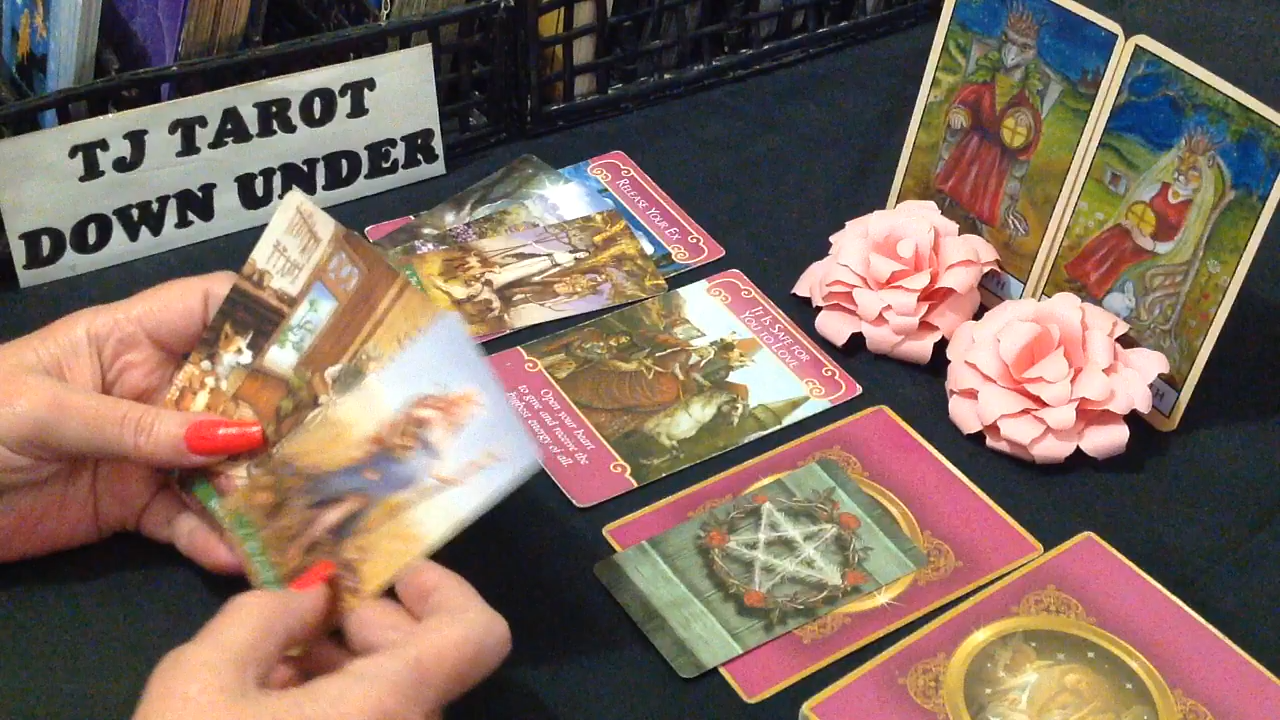 TJ TAROT
DOWN UNDER
RELEASE YOUR EX
IT IS SAFE FOR
YOU TO LOVE
Open your heart
to give and receive the
highest energy of all.